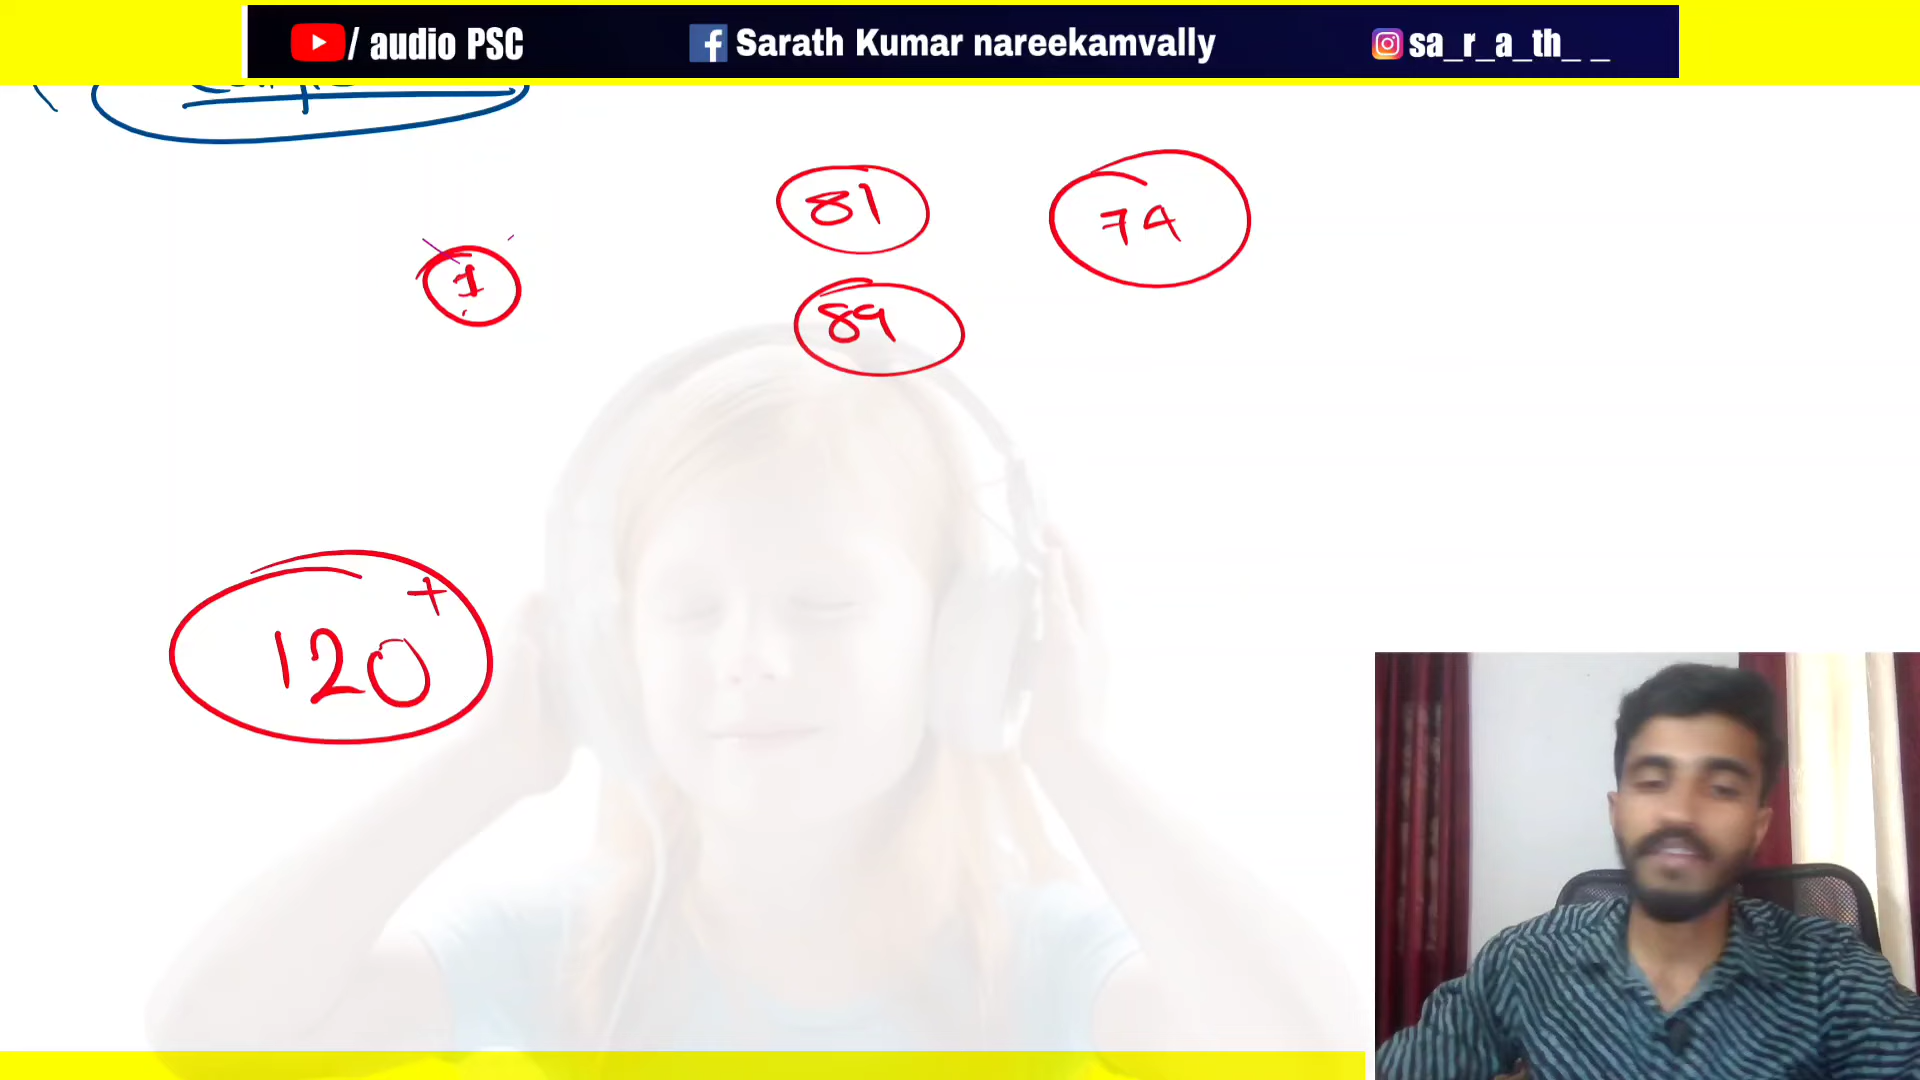 / audio PSC
Sarath Kumar nareekamvally
sa_r_a_th_ _
81
74
1
89
120+